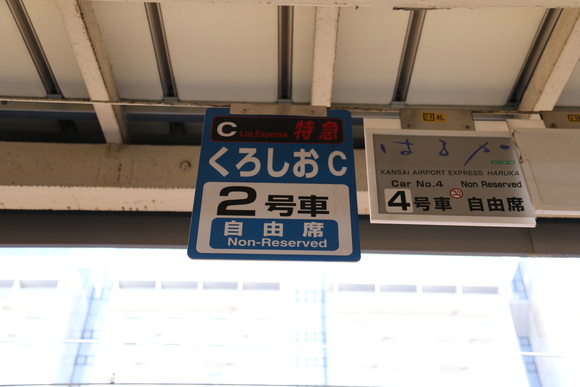 C Ltd Express 特急
くろしお C
2号車
自由席
Non-Reserved
はるか
KANSAI AIRPORT EXPRESS HARUKA
Car No.4 Non Reserved
4号車 自由席